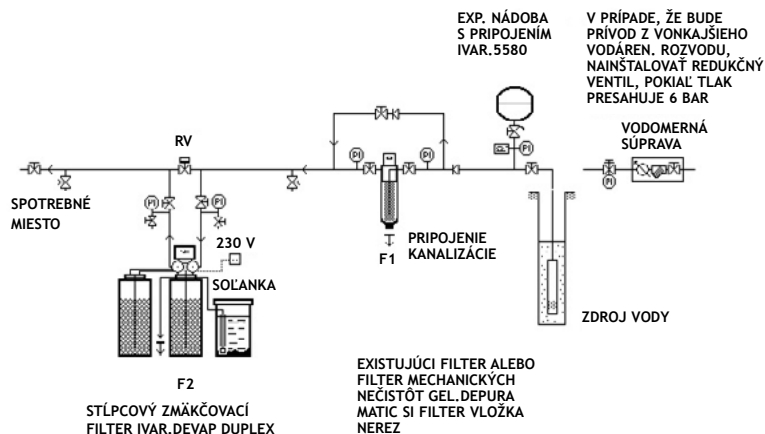 EXP. NÁDOBA
S PRIPOJENÍM
IVAR.5580
V PRÍPADE, ŽE BUDE
PRÍVOD Z VONKAJŠIEHO
VODÁREN. ROZVODU,
NAINŠTALOVAŤ REDUKČNÝ
VENTIL, POKIAĽ TLAK
PRESAHUJE 6 BAR
VODOMERNÁ
SÚPRAVA
RV
PI
PI
PI
PI
SPOTREBNÉ
MIESTO
PI
PI
230 V
F1
PRIPOJENIE
KANALIZÁCIE
SOĽANKA
ZDROJ VODY
F2
STĹPCOVÝ ZMÄKČOVACÍ
FILTER IVAR.DEVAP DUPLEX
EXISTUJÚCI FILTER ALEBO
FILTER MECHANICKÝCH
NEČISTÔT GEL.DEPURA
MATIC SI FILTER VLOŽKA
NEREZ